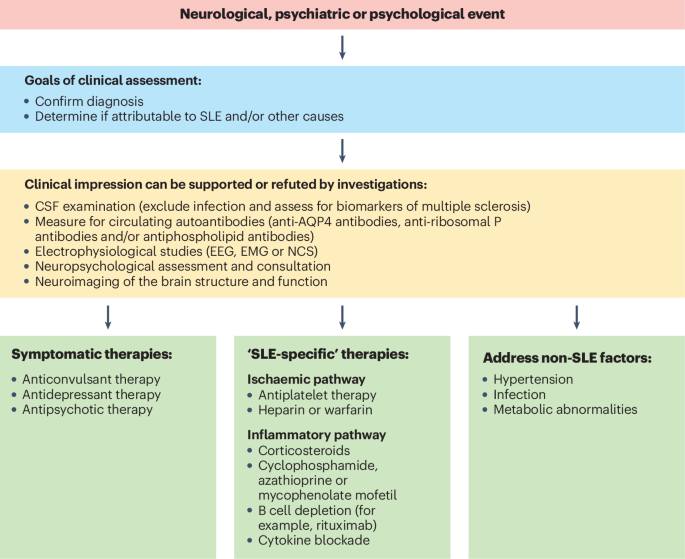 Neurological, psychiatric or psychological event
Goals of clinical assessment:
• Confirm diagnosis
• Determine if attributable to SLE and/or other causes
Clinical impression can be supported or refuted by investigations:
• CSF examination (exclude infection and assess for biomarkers of multiple sclerosis)
• Measure for circulating autoantibodies (anti-AQP4 antibodies, anti-ribosomal P
antibodies and/or antiphospholipid antibodies)
• Electrophysiological studies (EEG, EMG or NCS)
• Neuropsychological assessment and consultation
• Neuroimaging of the brain structure and function
Symptomatic therapies:
• Anticonvulsant therapy
• Antidepressant therapy
• Antipsychotic therapy
‘SLE-specific’ therapies:
Ischaemic pathway
• Antiplatelet therapy
• Heparin or warfarin
Inflammatory pathway
• Corticosteroids
• Cyclophosphamide,
azathioprine or
mycophenolate mofetil
• B cell depletion (for
example, rituximab)
• Cytokine blockade
Address non-SLE factors:
• Hypertension
• Infection
• Metabolic abnormalities